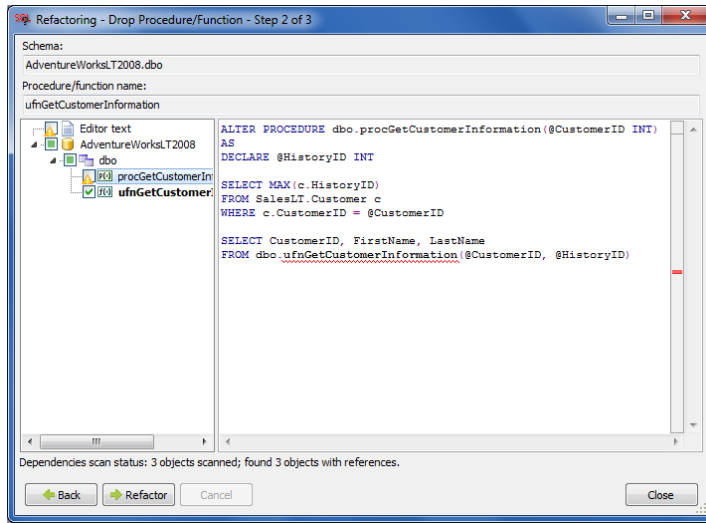 Refactoring - Drop Procedure/Function - Step 2 of 3
Schema:
AdventureWorksLT2008.dbo
Procedure/function name:
ufnGetCustomerInformation
Editor text
AdventureWorksLT2008
dbo
procGetCustomerIn
ufnGetCustomer
ALTER PROCEDURE dbo.procGetCustomerInformation(@CustomerID INT)
AS
DECLARE @HistoryID INT
SELECT MAX(c.HistoryID)
FROM SalesLT.Customer c
WHERE c.CustomerID = @CustomerID
SELECT CustomerID, FirstName, LastName
FROM dbo.ufnGetCustomerInformation(@CustomerID, @HistoryID)
Dependencies scan status: 3 objects scanned; found 3 objects with references.
Back
Refactor
Cancel
Close